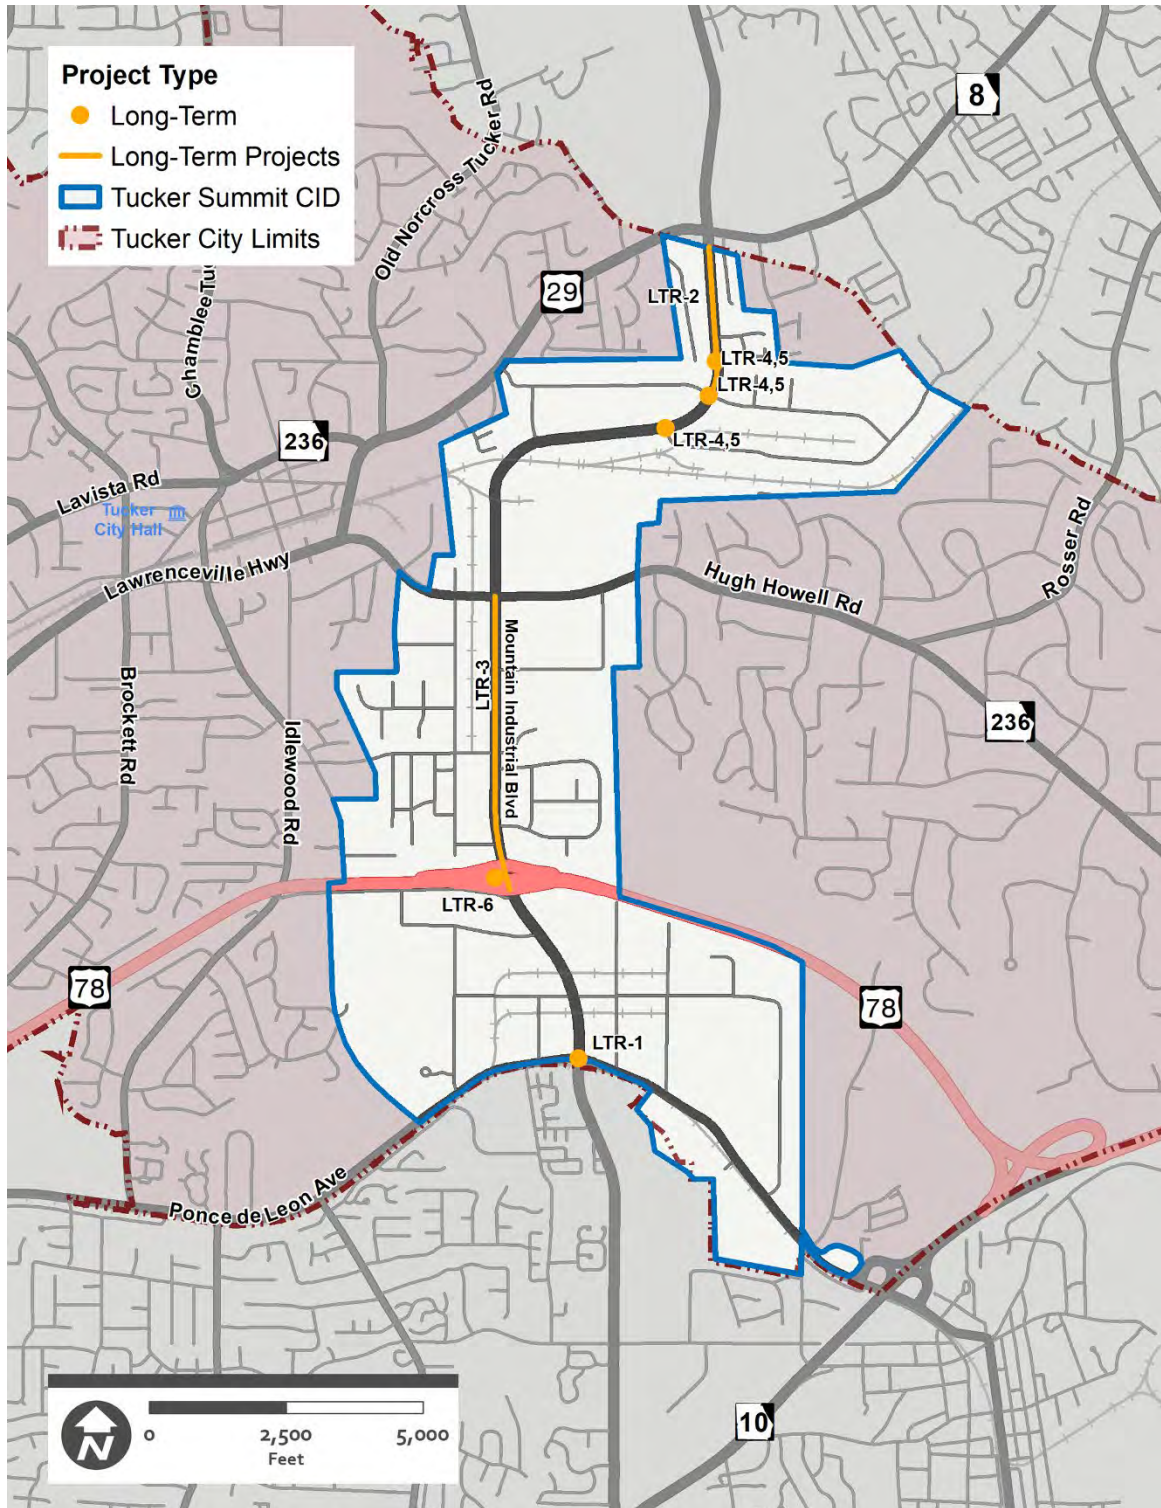 Project Type
Long-Term
Long-Term Projects
Tucker Summit CID
Tucker City Limits
8
Old Norcross Tucker Rd
Chamblee Tuc
29
LTR-2
LTR-4,5
LTR-4,5
LTR-4,5
236
Lavista Rd
Tucker
City Hall
Lawrenceville Hwy
Hugh Howell Rd
Rosser Rd
Brockett Rd
Idlewood Rd
LTR-3
Mountain Industrial Blvd
236
LTR-6
78
78
LTR-1
Ponce de Leon Ave
10
N
0 2,500 5,000
Feet